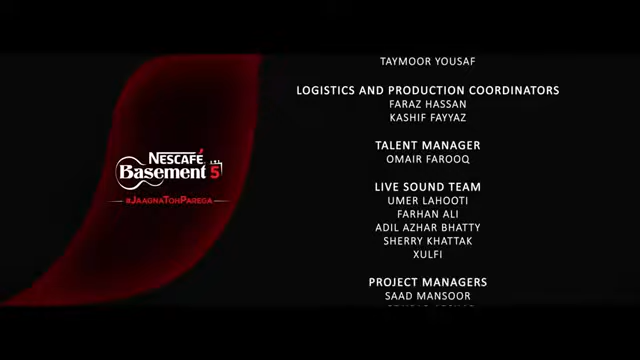 TAYMOOR YOUSAF
LOGISTICS AND PRODUCTION COORDINATORS
FARAZ HASSAN
KASHIF FAYYAZ
TALENT MANAGER
OMAIR FAROOQ
NESCAFÉ
Basement 5
#JAAGNATOHPAREGA
LIVE SOUND TEAM
UMER LAHOOTI
FARHAN ALI
ADIL AZHAR BHATTY
SHERRY KHATTAK
XULFI
PROJECT MANAGERS
SAAD MANSOOR